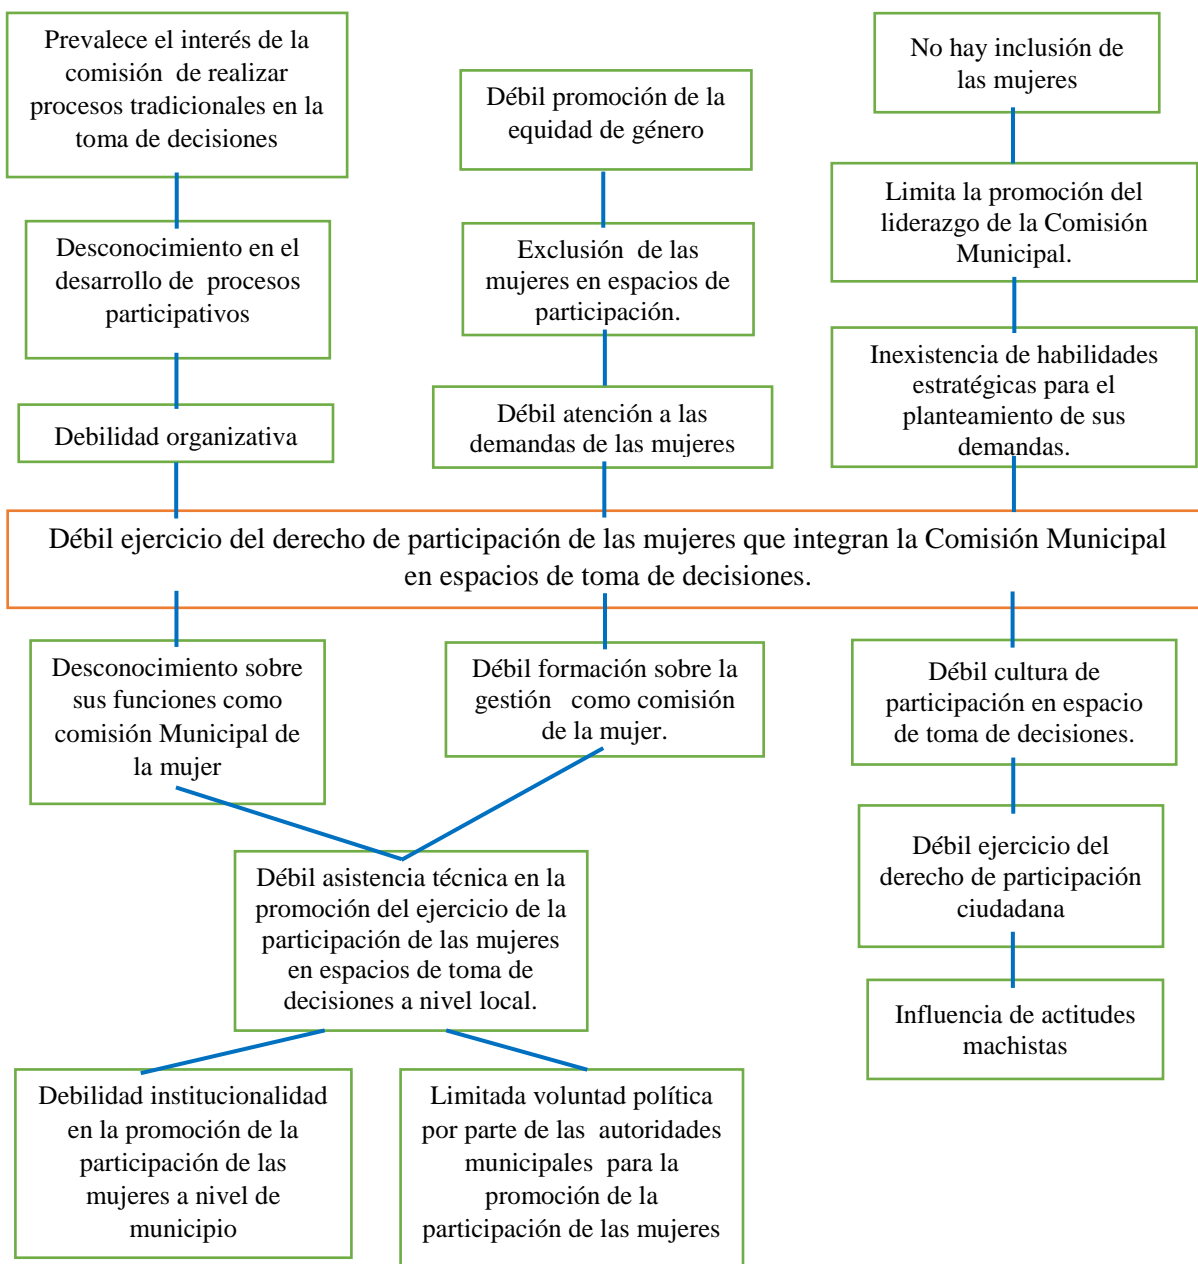 Prevalece el interés de la
comisión de realizar
procesos tradicionales en la
toma de decisiones
Débil promoción de la
equidad de género
No hay inclusión de
las mujeres
Desconocimiento en el
desarrollo de procesos
participativos
Exclusión de las
mujeres en espacios de
participación.
Limita la promoción del
liderazgo de la Comisión
Municipal.
Debilidad organizativa
Débil atención a las
demandas de las mujeres
Inexistencia de habilidades
estratégicas para el
planteamiento de sus
demandas.
Débil ejercicio del derecho de participación de las mujeres que integran la Comisión Municipal
en espacios de toma de decisiones.
Desconocimiento sobre
sus funciones como
comisión Municipal de
la mujer
Débil formación sobre la
gestión como comisión
de la mujer.
Débil cultura de
participación en espacio
de toma de decisiones.
Débil asistencia técnica en la
promoción del ejercicio de la
participación de las mujeres
en espacios de toma de
decisiones a nivel local.
Débil ejercicio del
derecho de participación
ciudadana
Influencia de actitudes
machistas
Debilidad institucionalidad
en la promoción de la
participación de las
mujeres a nivel de
municipio
Limitada voluntad política
por parte de las autoridades
municipales para la
promoción de la
participación de las mujeres